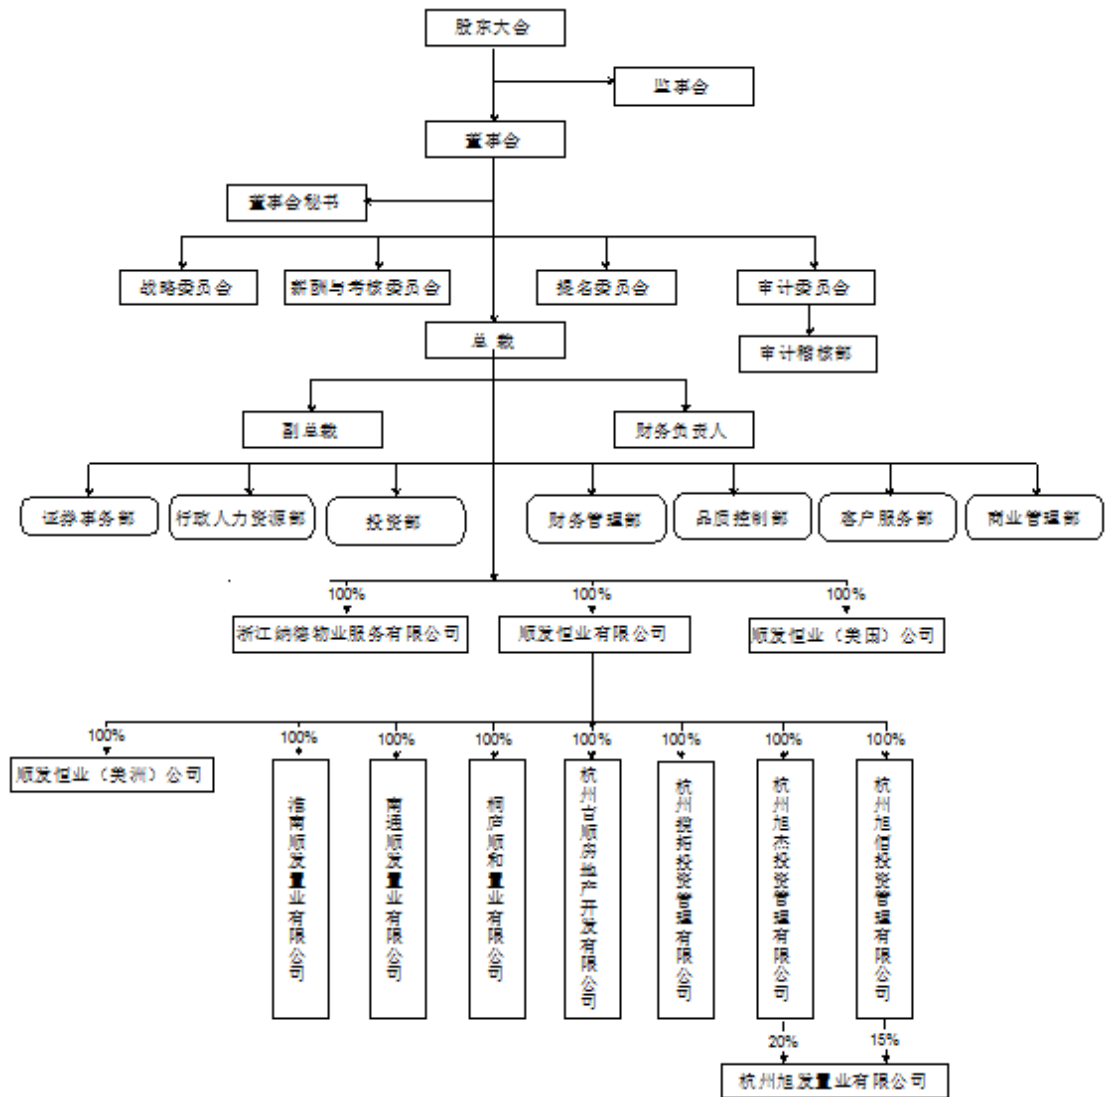 股东大会
监事会
董事会
董事会秘书
战略委员会
薪酬与考核委员会
提名委员会
审计委员会
总 裁
审计稽核部
副总裁
财务负责人
证券事务部
行政人力资源部
投资部
财务管理部
品质控制部
客户服务部
商业管理部
100%
100%
100%
浙江纳德物业服务有限公司
顺发恒业有限公司
顺发恒业（美国）公司
100%
100%
100%
100%
100%
100%
100%
100%
顺发恒业（美洲）公司
淮南顺发置业有限公司
南通顺发置业有限公司
桐庐顺和置业有限公司
杭州吉顺房地产开发有限公司
杭州揽拓投资管理有限公司
杭州旭杰投资管理有限公司
杭州旭恒投资管理有限公司
20%
15%
杭州旭发置业有限公司